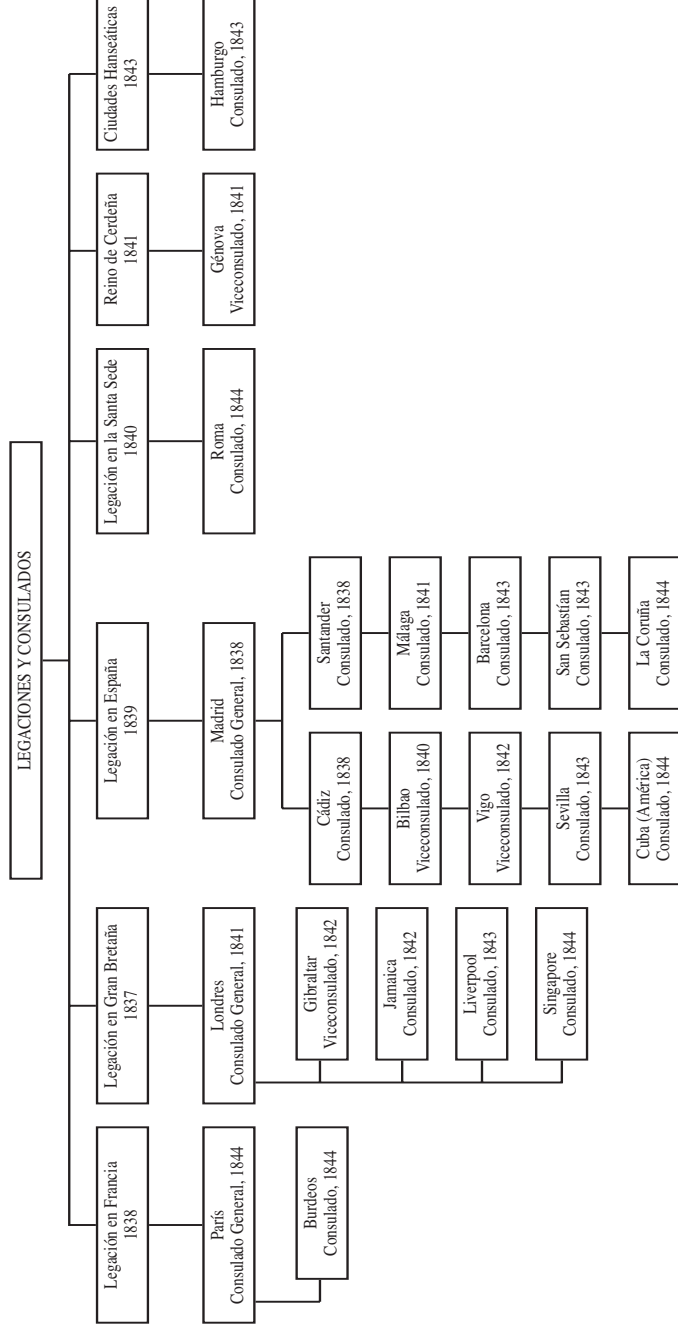 LEGACIONES Y CONSULADOS
Legación en Francia
1838
París
Consulado General, 1844
Burdeos
Consulado, 1844
Legación en Gran Bretaña
1837
Londres
Consulado General, 1841
Gibraltar
Viceconsulado, 1842
Jamaica
Consulado, 1842
Liverpool
Consulado, 1843
Singapore
Consulado, 1844
Legación en España
1839
Madrid
Consulado General, 1838
Cádiz
Consulado, 1838
Bilbao
Viceconsulado, 1840
Vigo
Viceconsulado, 1842
Sevilla
Consulado, 1843
Cuba (América)
Consulado, 1844
Santander
Consulado, 1838
Málaga
Consulado, 1841
Barcelona
Consulado, 1843
San Sebastían
Consulado, 1843
La Coruña
Consulado, 1844
Legación en la Santa Sede
1840
Roma
Consulado, 1844
Reino de Cerdeña
1841
Génova
Viceconsulado, 1841
Ciudades Hanseáticas
1843
Hamburgo
Consulado, 1843